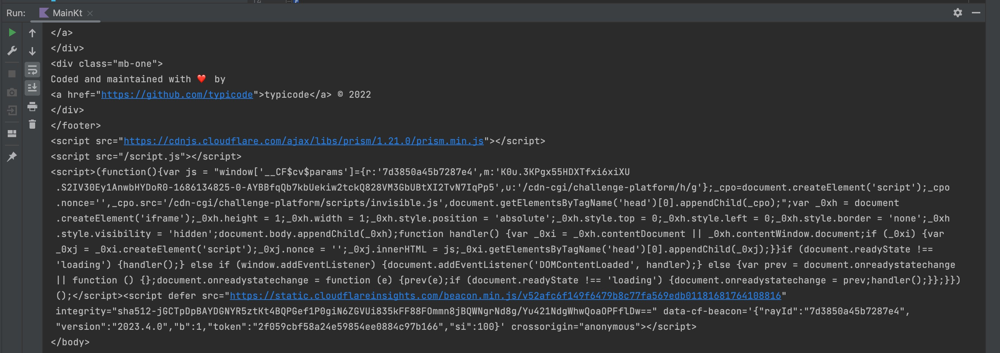 Run: MainKt
</a>
</div>
<div class="mb-one">
Coded and maintained with ❤️ by
<a href="https://github.com/typicode">typicode</a> © 2022
</div>
</footer>
<script src="https://cdnjs.cloudflare.com/ajax/libs/prism/1.21.0/prism.min.js"></script>
<script src="/script.js"></script>
<script>(function(){var js = "window['__CF$cv$params']={r:'7d3850a45b7287e4',m:'K0u.3KPgx55HDXTfxi6xiXU
.S2IV30Ey1AnwbHYDoR0-1686134825-0-AYBBfqQb7kbUekiw2tckQ828VM3GbUBtXI2TvN7IqPp5',u:'/cdn-cgi/challenge-platform/h/g'};_cpo=document.createElement('script');_cpo
.nonce='',_cpo.src='/cdn-cgi/challenge-platform/scripts/invisible.js',document.getElementsByTagName('head')[0].appendChild(_cpo);";var _0xh = document
.createElement('iframe');_0xh.height = 1;_0xh.width = 1;_0xh.style.position = 'absolute';_0xh.style.top = 0;_0xh.style.left = 0;_0xh.style.border = 'none';_0xh
.style.visibility = 'hidden';document.body.appendChild(_0xh);function handler() {var _0xi = _0xh.contentDocument || _0xh.contentWindow.document;if (_0xi) {var
_0xj = _0xi.createElement('script');_0xj.nonce = '';_0xj.innerHTML = js;_0xi.getElementsByTagName('head')[0].appendChild(_0xj);}}if (document.readyState !==
'loading') {handler();} else if (window.addEventListener) {document.addEventListener('DOMContentLoaded', handler);} else {var prev = document.onreadystatechange
|| function () {};document.onreadystatechange = function (e) {prev(e);if (document.readyState !== 'loading') {document.onreadystatechange = prev;handler();}};}})
();</script><script defer src="https://static.cloudflareinsights.com/beacon.min.js/v52afc6f149f6479b8c77fa569edb01181681764108816"
integrity="sha512-jGCTpDpBAYDGNYR5ztKt4BQPGef1P0giN6ZGVUi835kFF88FOmmn8jBQWNgrNd8g/Yu421NdgWhwQoaOPFflDw==" data-cf-beacon='{"rayId":"7d3850a45b7287e4",
"version":"2023.4.0","b":1,"token":"2f059cbf58a24e59854ee0884c97b166","si":100}' crossorigin="anonymous"></script>
</body>